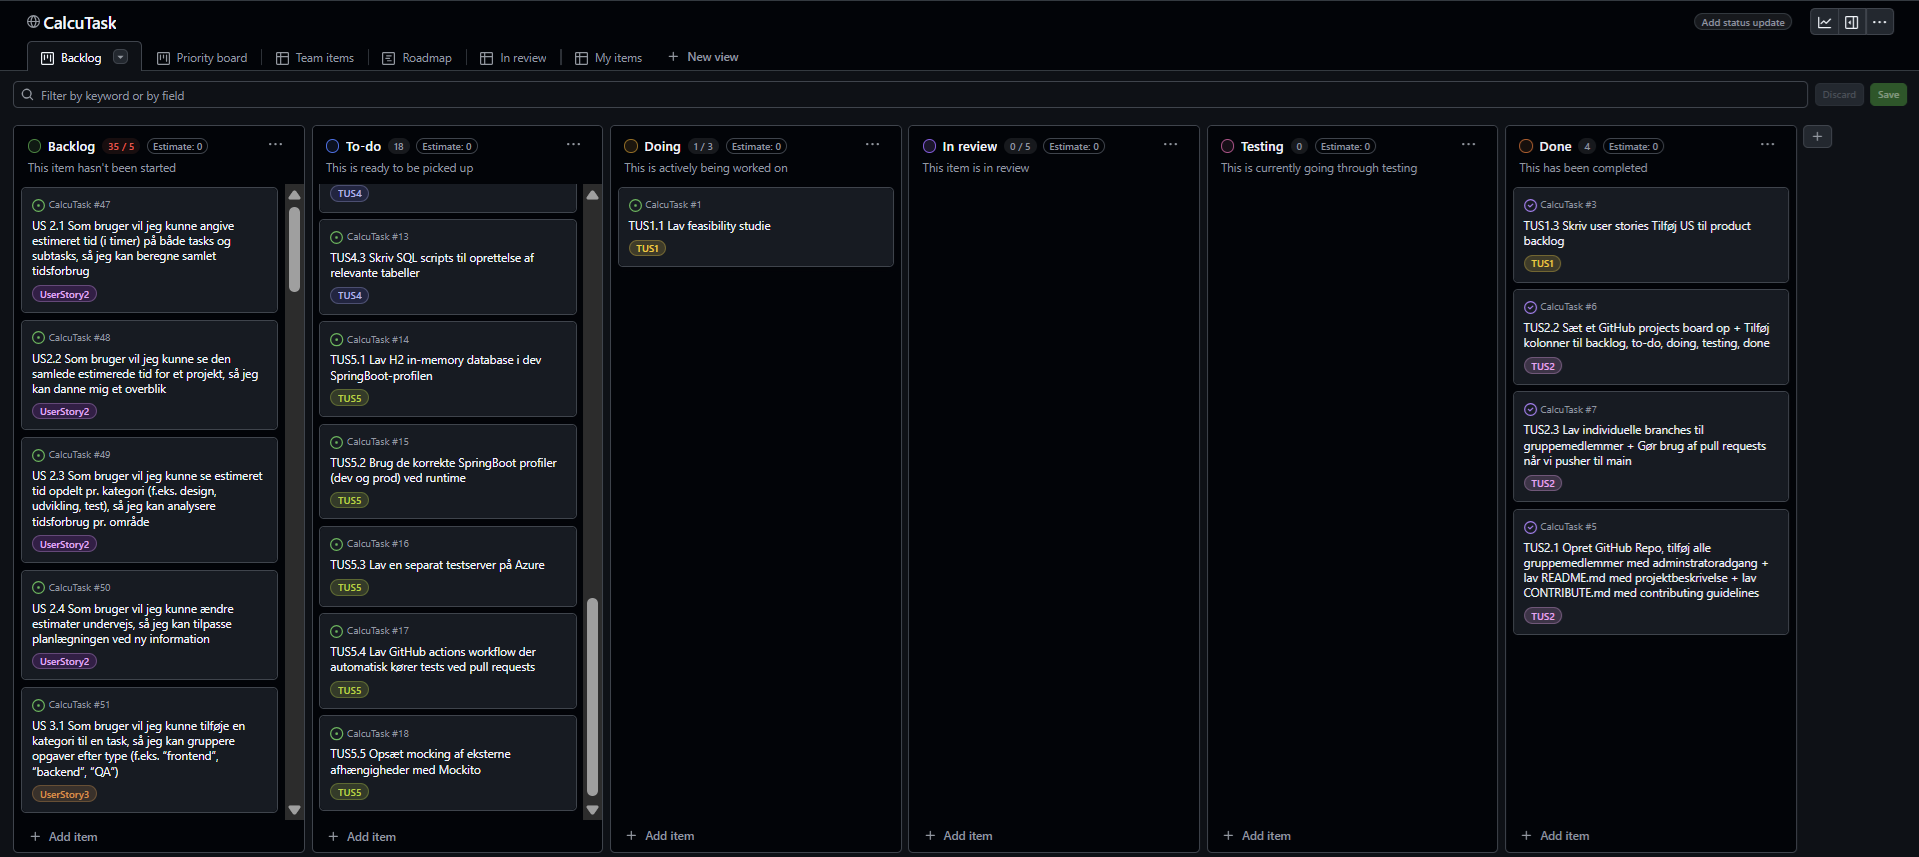 CalcuTask
Add status update
Backlog
Priority board
Team items
Roadmap
In review
My items
New view
Filter by keyword or by field
Discard
Save
Backlog 35 / 5 Estimate: 0
This item hasn't been started
CalcuTask #47
US 2.1 Som bruger vil jeg kunne angive
estimeret tid (i timer) på både tasks og
subtasks, så jeg kan beregne samlet
tidsforbrug
UserStory2
CalcuTask #48
US2.2 Som bruger vil jeg kunne se den
samlede estimerede tid for et projekt, så jeg
kan danne mig et overblik
UserStory2
CalcuTask #49
US 2.3 Som bruger vil jeg kunne se estimeret
tid opdelt pr. kategori (f.eks. design,
udvikling, test), så jeg kan analysere
tidsforbrug pr. område
UserStory2
CalcuTask #50
US 2.4 Som bruger vil jeg kunne ændre
estimater undervejs, så jeg kan tilpasse
planlægningen ved ny information
UserStory2
CalcuTask #51
US 3.1 Som bruger vil jeg kunne tilføje en
kategori til en task, så jeg kan gruppere
opgaver efter type (f.eks. “frontend”,
“backend”, “QA”)
UserStory3
Add item
To-do 18 Estimate: 0
This is ready to be picked up
TUS4
CalcuTask #13
TUS4.3 Skriv SQL scripts til oprettelse af
relevante tabeller
TUS4
CalcuTask #14
TUS5.1 Lav H2 in-memory database i dev
SpringBoot-profilen
TUS5
CalcuTask #15
TUS5.2 Brug de korrekte SpringBoot profiler
(dev og prod) ved runtime
TUS5
CalcuTask #16
TUS5.3 Lav en separat testserver på Azure
TUS5
CalcuTask #17
TUS5.4 Lav GitHub actions workflow der
automatisk kører tests ved pull requests
TUS5
CalcuTask #18
TUS5.5 Opsæt mocking af eksterne
afhængigheder med Mockito
TUS5
Add item
Doing 1 / 3 Estimate: 0
This is actively being worked on
CalcuTask #1
TUS1.1 Lav feasibility studie
TUS1
Add item
In review 0 / 5 Estimate: 0
This item is in review
Add item
Testing 0 Estimate: 0
This is currently going through testing
Add item
Done 4 Estimate: 0
This has been completed
CalcuTask #3
TUS1.3 Skriv user stories Tilføj US til product
backlog
TUS1
CalcuTask #6
TUS2.2 Sæt et GitHub projects board op + Tilføj
kolonner til backlog, to-do, doing, testing, done
TUS2
CalcuTask #7
TUS2.3 Lav individuelle branches til
gruppemedlemmer + Gør brug af pull requests
når vi pusher til main
TUS2
CalcuTask #5
TUS2.1 Opret GitHub Repo, tilføj alle
gruppemedlemmer med adminstratoradgang +
lav README.md med projektbeskrivelse + lav
CONTRIBUTE.md med contributing guidelines
TUS2
Add item